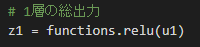 # 1層の総出力
z1 = functions.relu(u1)